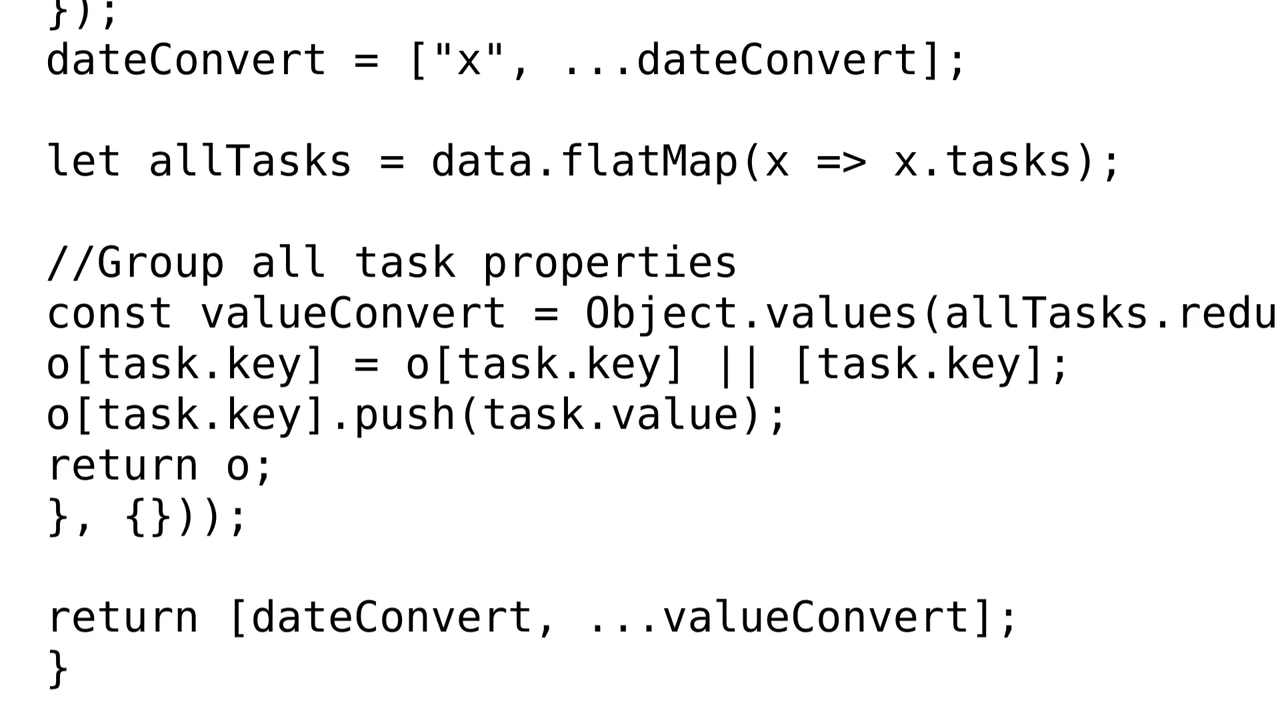 });
dateConvert = ["x", ...dateConvert];
let allTasks = data.flatMap(x => x.tasks);
//Group all task properties
const valueConvert = Object.values(allTasks.redu
o[task.key] = o[task.key] || [task.key];
o[task.key].push(task.value);
return o;
}, {}));
return [dateConvert, ...valueConvert];
}